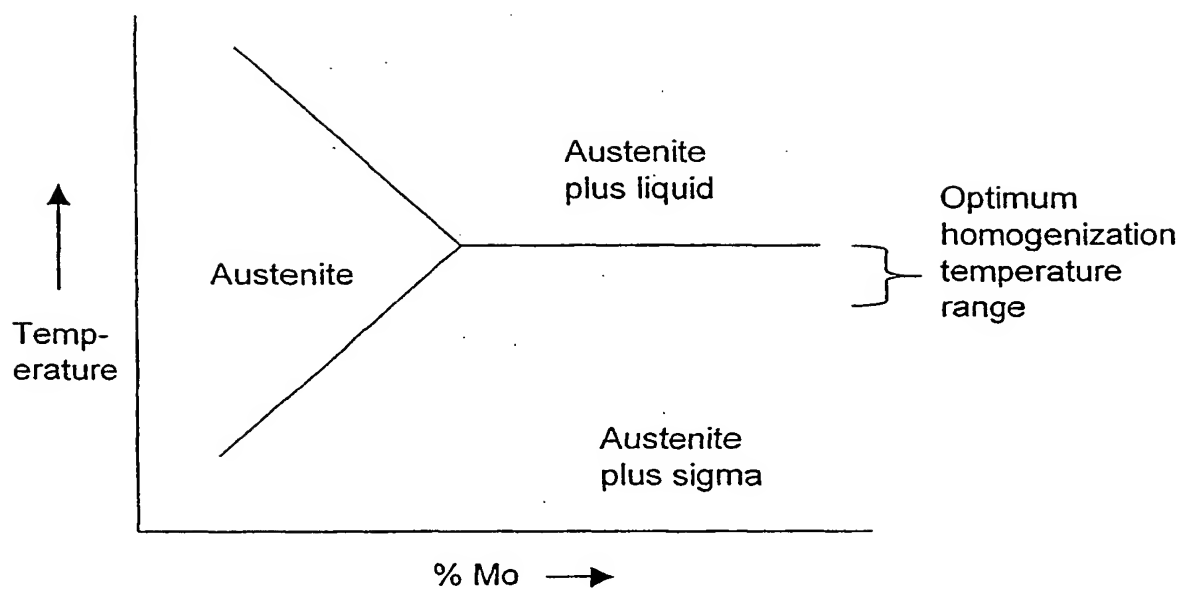 Austenite
plus liquid
Optimum
homogenization
temperature
range
Austenite
Temp-
erature
Austenite
plus sigma
% Mo